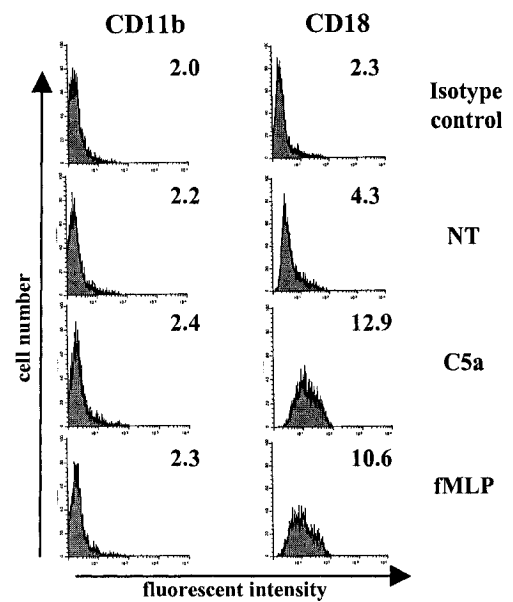 CD11b CD18
2.0 2.3
Isotype
control
2.2 4.3
NT
2.4 12.9
C5a
2.3 10.6
fMLP
cell number
fluorescent intensity